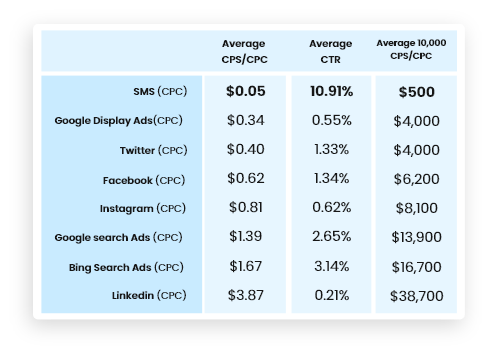 Average CPS/CPC Average CTR Average 10,000 CPS/CPC
SMS (CPC) $0.05 10.91% $500
Google Display Ads(CPC) $0.34 0.55% $4,000
Twitter (CPC) $0.40 1.33% $4,000
Facebook (CPC) $0.62 1.34% $6,200
Instagram (CPC) $0.81 0.62% $8,100
Google search Ads (CPC) $1.39 2.65% $13,900
Bing Search Ads (CPC) $1.67 3.14% $16,700
Linkedin (CPC) $3.87 0.21% $38,700